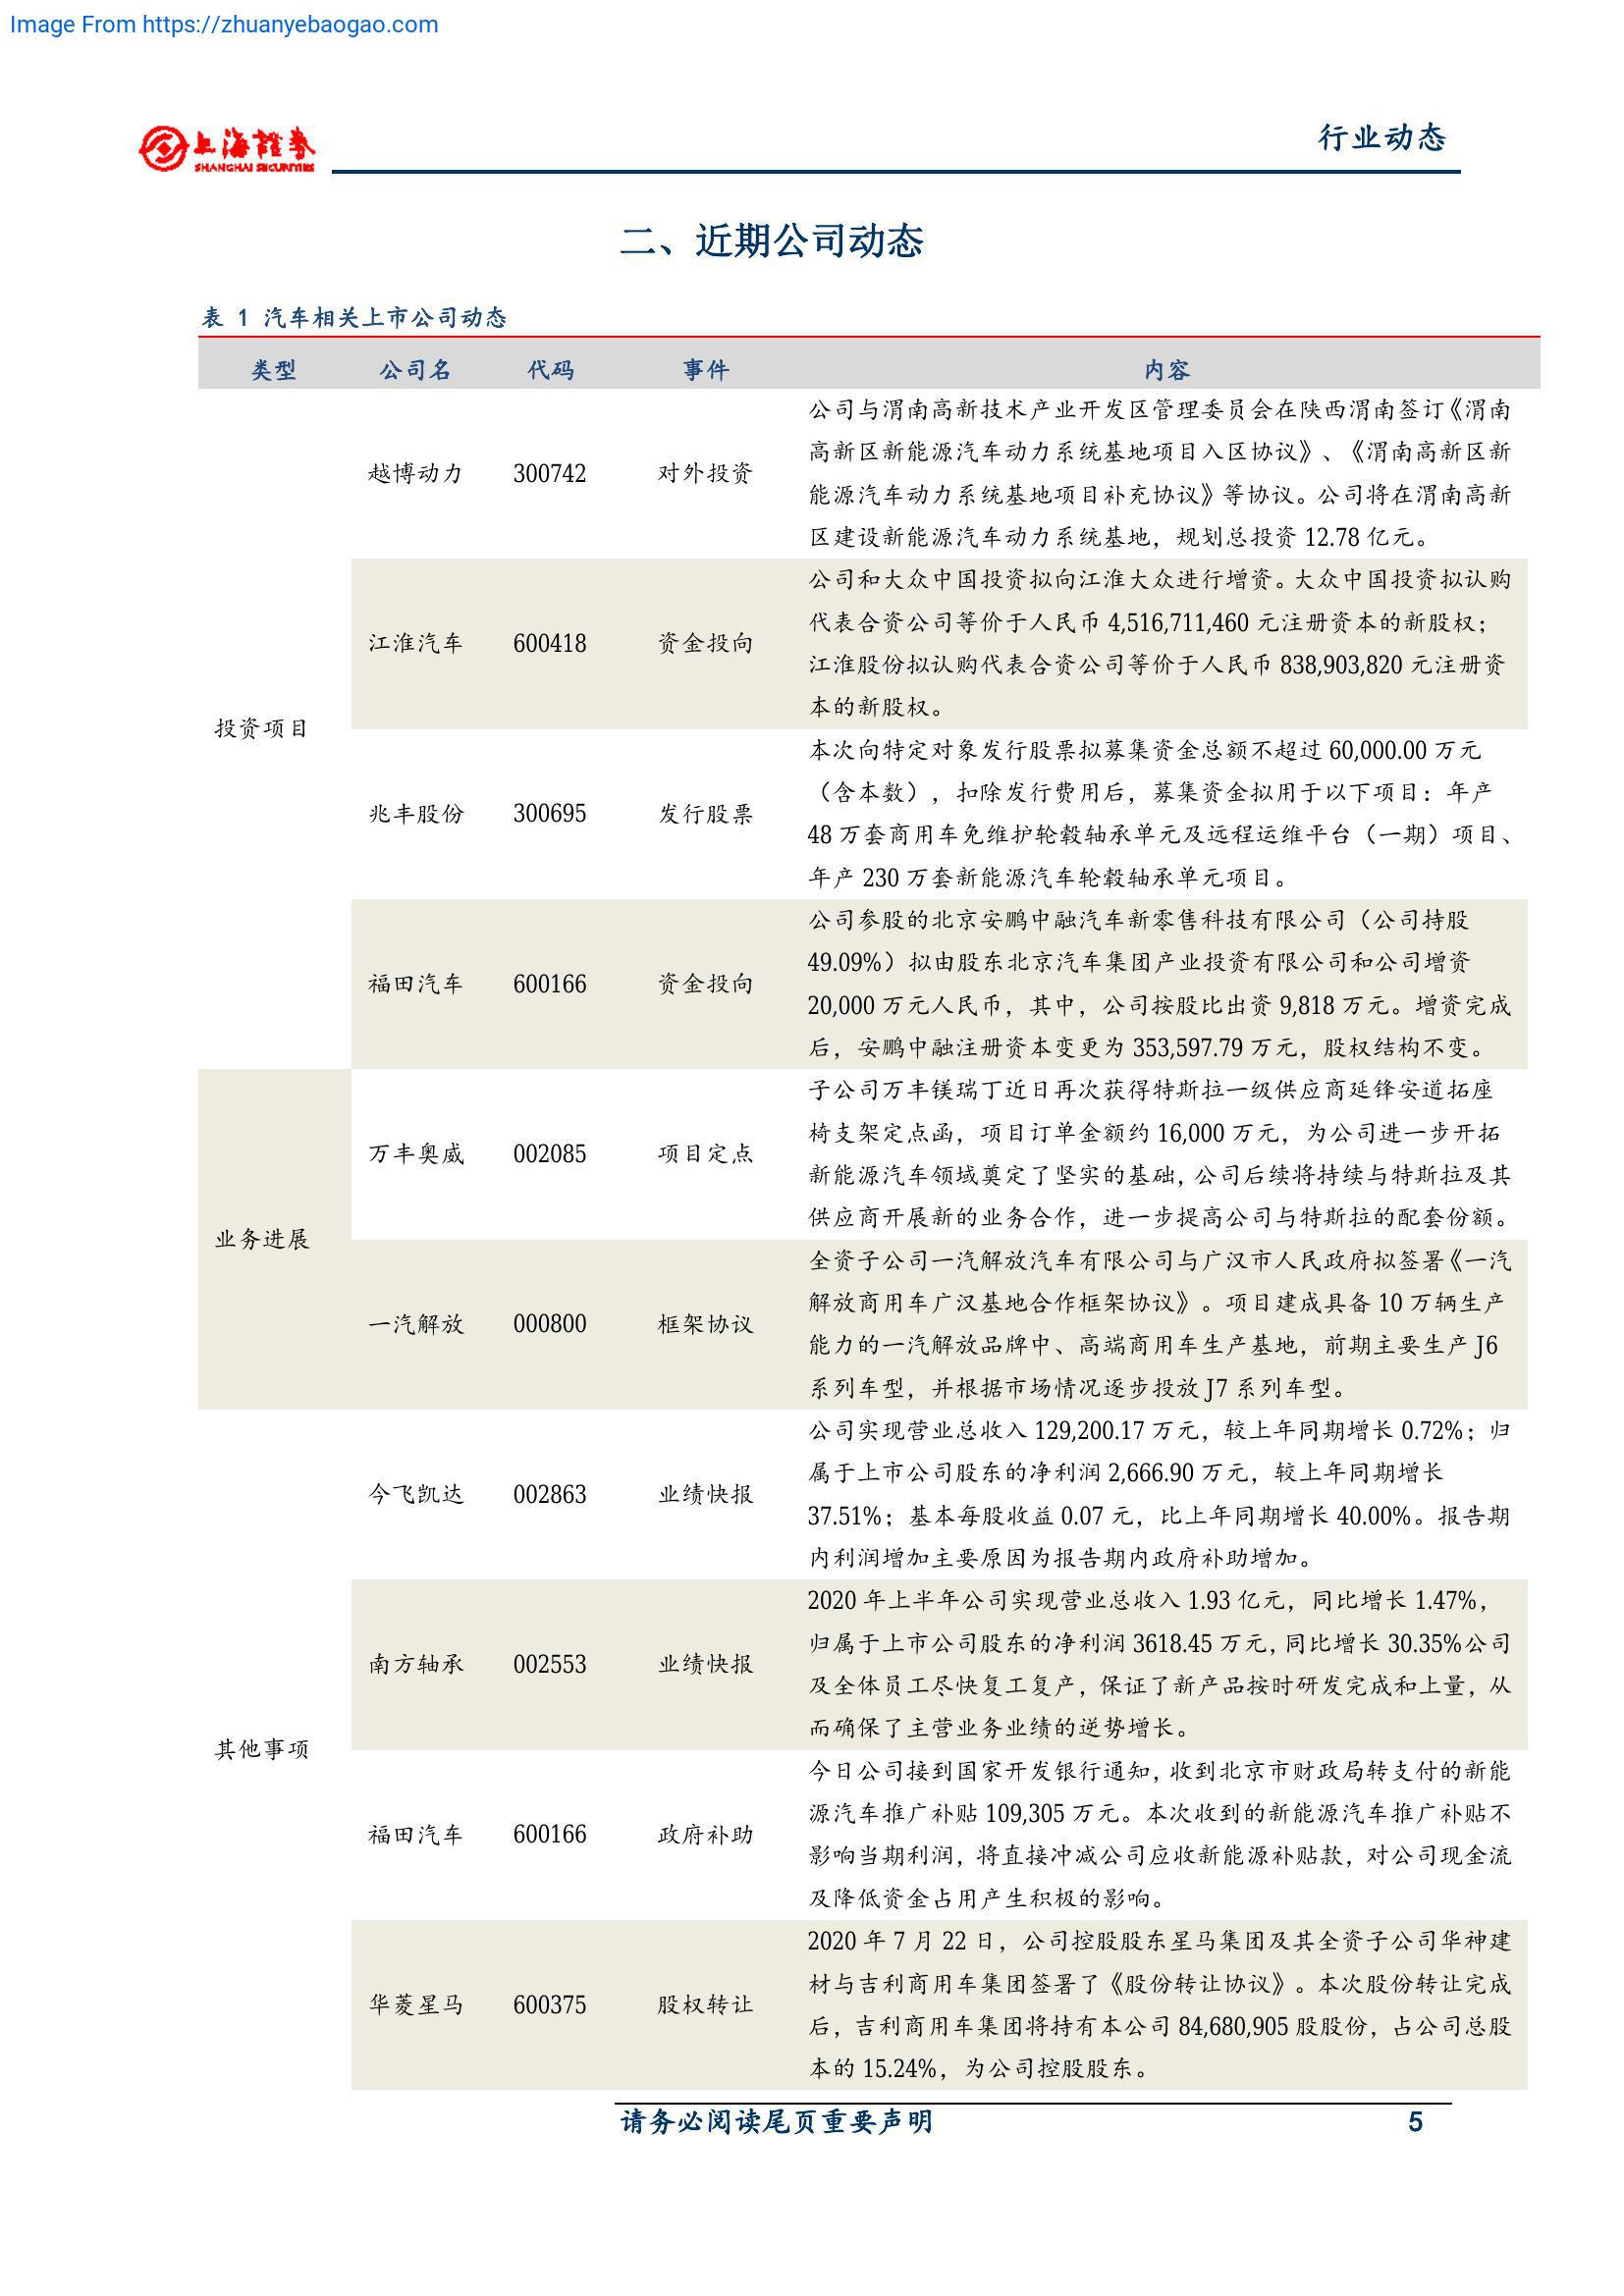 Image From https://zhuanyebaogao.com
上海證券
SHANGHAI SECURITIES
行业动态
二、近期公司动态
表 1 汽车相关上市公司动态
类型 公司名 代码 事件 内容
投资项目
越博动力 300742 对外投资
公司与渭南高新技术产业开发区管理委员会在陕西渭南签订《渭南
高新区新能源汽车动力系统基地项目入区协议》、《渭南高新区新
能源汽车动力系统基地项目补充协议》等协议。公司将在渭南高新
区建设新能源汽车动力系统基地，规划总投资 12.78 亿元。
江淮汽车 600418 资金投向
公司和大众中国投资拟向江淮大众进行增资。大众中国投资拟认购
代表合资公司等价于人民币 4,516,711,460 元注册资本的新股权；
江淮股份拟认购代表合资公司等价于人民币 838,903,820 元注册资
本的新股权。
兆丰股份 300695 发行股票
本次向特定对象发行股票拟募集资金总额不超过 60,000.00 万元
（含本数），扣除发行费用后，募集资金拟用于以下项目：年产
48 万套商用车免维护轮毂轴承单元及远程运维平台（一期）项目、
年产 230 万套新能源汽车轮毂轴承单元项目。
福田汽车 600166 资金投向
公司参股的北京安鹏中融汽车新零售科技有限公司（公司持股
49.09%）拟由股东北京汽车集团产业投资有限公司和公司增资
20,000 万元人民币，其中，公司按股比出资 9,818 万元。增资完成
后，安鹏中融注册资本变更为 353,597.79 万元，股权结构不变。
业务进展
万丰奥威 002085 项目定点
子公司万丰镁瑞丁近日再次获得特斯拉一级供应商延锋安道拓座
椅支架定点函，项目订单金额约 16,000 万元，为公司进一步开拓
新能源汽车领域奠定了坚实的基础，公司后续将持续与特斯拉及其
供应商开展新的业务合作，进一步提高公司与特斯拉的配套份额。
一汽解放 000800 框架协议
全资子公司一汽解放汽车有限公司与广汉市人民政府拟签署《一汽
解放商用车广汉基地合作框架协议》。项目建成具备 10 万辆生产
能力的一汽解放品牌中、高端商用车生产基地，前期主要生产 J6
系列车型，并根据市场情况逐步投放 J7 系列车型。
其他事项
今飞凯达 002863 业绩快报
公司实现营业总收入 129,200.17 万元，较上年同期增长 0.72%；归
属于上市公司股东的净利润 2,666.90 万元，较上年同期增长
37.51%；基本每股收益 0.07 元，比上年同期增长 40.00%。报告期
内利润增加主要原因为报告期内政府补助增加。
南方轴承 002553 业绩快报
2020 年上半年公司实现营业总收入 1.93 亿元，同比增长 1.47%，
归属于上市公司股东的净利润 3618.45 万元，同比增长 30.35%公司
及全体员工尽快复工复产，保证了新产品按时研发完成和上量，从
而确保了主营业务业绩的逆势增长。
福田汽车 600166 政府补助
今日公司接到国家开发银行通知，收到北京市财政局转支付的新能
源汽车推广补贴 109,305 万元。本次收到的新能源汽车推广补贴不
影响当期利润，将直接冲减公司应收新能源补贴款，对公司现金流
及降低资金占用产生积极的影响。
华菱星马 600375 股权转让
2020 年 7 月 22 日，公司控股股东星马集团及其全资子公司华神建
材与吉利商用车集团签署了《股份转让协议》。本次股份转让完成
后，吉利商用车集团将持有本公司 84,680,905 股股份，占公司总股
本的 15.24%，为公司控股股东。
请务必阅读尾页重要声明 5